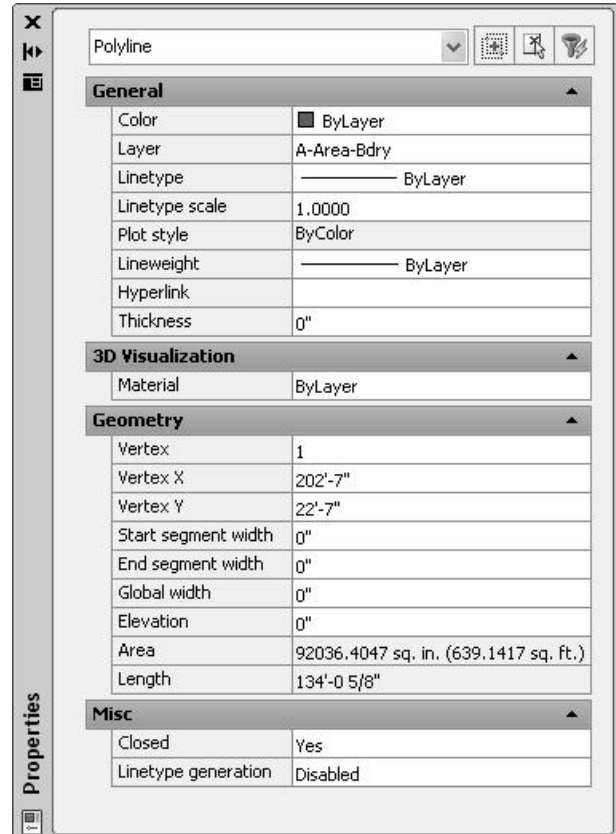 Polyline
General
Color ByLayer
Layer A-Area-Bdry
Linetype ByLayer
Linetype scale 1.0000
Plot style ByColor
Lineweight ByLayer
Hyperlink
Thickness 0"
3D Visualization
Material ByLayer
Geometry
Vertex 1
Vertex X 202'-7"
Vertex Y 22'-7"
Start segment width 0"
End segment width 0"
Global width 0"
Elevation 0"
Area 92036.4047 sq. in. (639.1417 sq. ft.)
Length 134'-0 5/8"
Misc
Closed Yes
Linetype generation Disabled
Properties